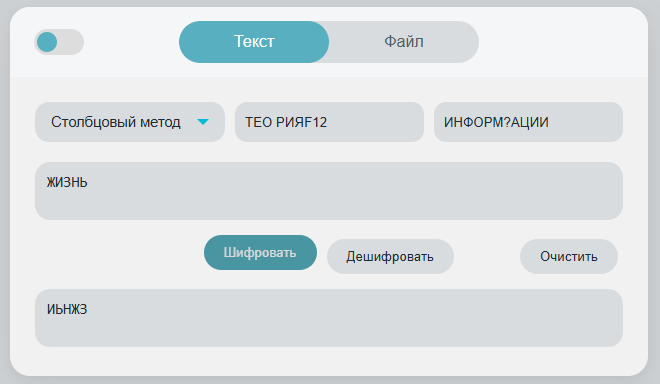 Текст Файл
Столбцовый метод ТЕО РИЯF12 ИНФОРМ?АЦИИ
ЖИЗНЬ
Шифровать Дешифровать Очистить
ИЬНЖЗ